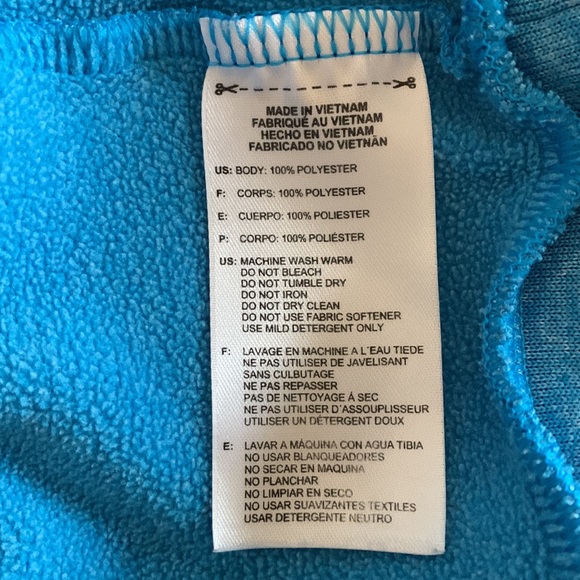 MADE IN VIETNAM
FABRIQUÉ AU VIETNAM
HECHO EN VIETNAM
FABRICADO NO VIETNÃN
US: BODY: 100% POLYESTER
F: CORPS: 100% POLYESTER
E: CUERPO: 100% POLIESTER
P: CORPO: 100% POLIÉSTER
US: MACHINE WASH WARM
DO NOT BLEACH
DO NOT TUMBLE DRY
DO NOT IRON
DO NOT DRY CLEAN
DO NOT USE FABRIC SOFTENER
USE MILD DETERGENT ONLY
F: LAVAGE EN MACHINE A L'EAU TIEDE
NE PAS UTILISER DE JAVELISANT
SANS CULBUTAGE
NE PAS REPASSER
PAS DE NETTOYAGE À SEC
NE PAS UTILISER D'ASSOUPLISSEUR
UTILISER UN DÉTERGENT DOUX
E: LAVAR A MÁQUINA CON AGUA TIBIA
NO USAR BLANQUEADORES
NO SECAR EN MAQUINA
NO PLANCHAR
NO LIMPIAR EN SECO
NO USAR SUAVIZANTES TEXTILES
USAR DETERGENTE NEUTRO